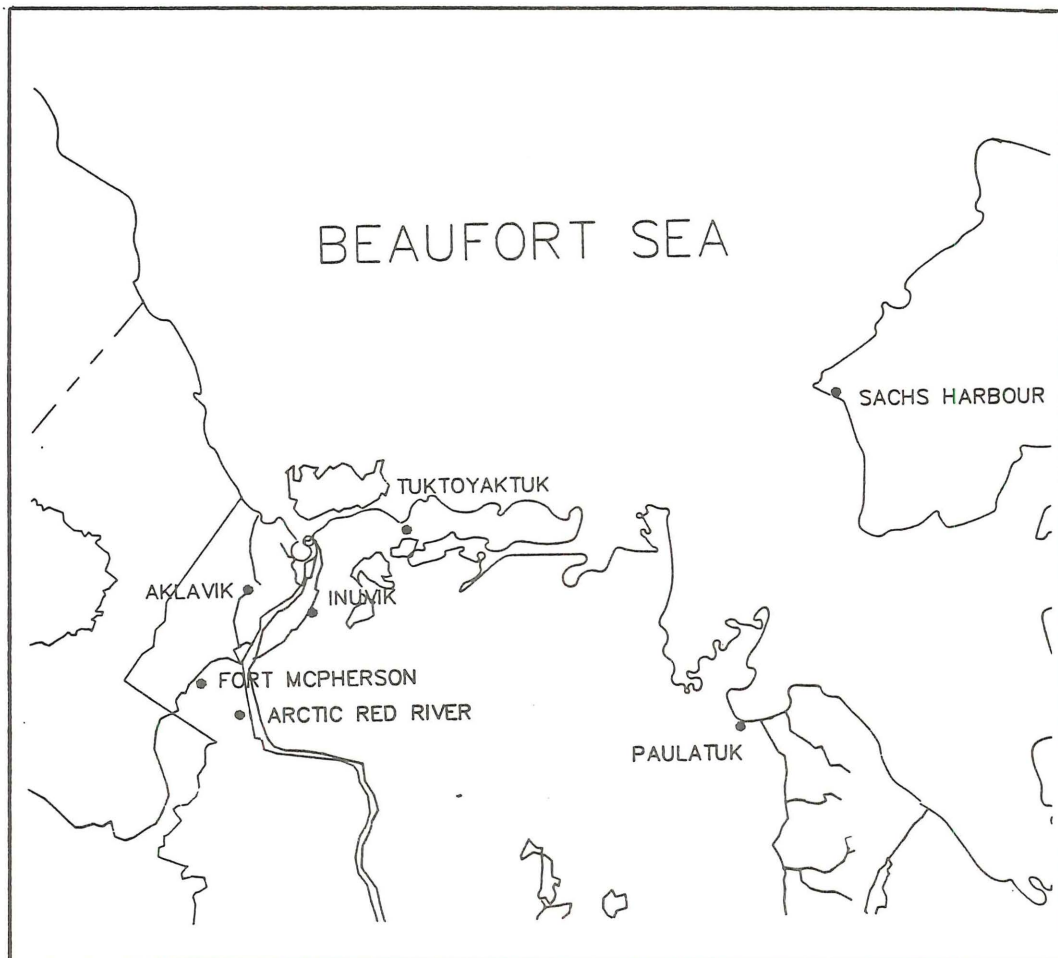 BEAUFORT SEA
SACHS HARBOUR
TUKTOYAKTUK
AKLAVIK
INUVIK
FORT MCPHERSON
ARCTIC RED RIVER
PAULATUK